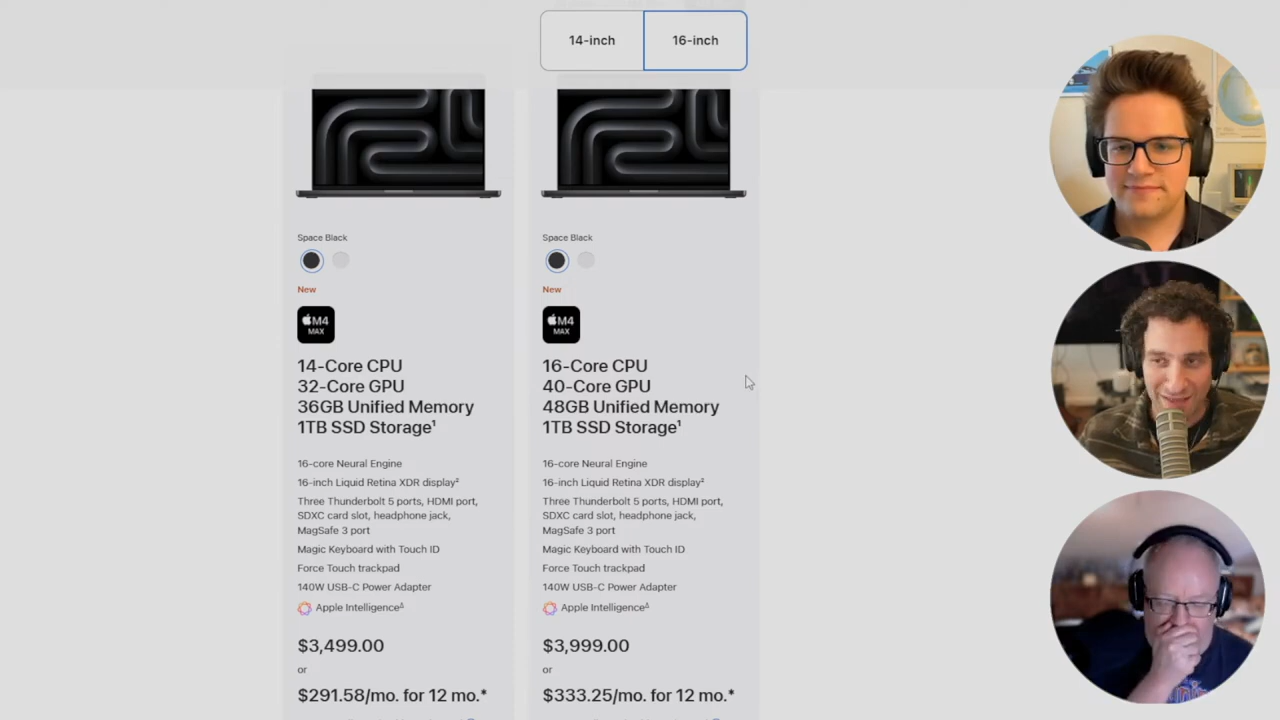 14-inch
16-inch
Space Black
New
M4
MAX
14-Core CPU
32-Core GPU
36GB Unified Memory
1TB SSD Storage¹
16-core Neural Engine
16-inch Liquid Retina XDR display²
Three Thunderbolt 5 ports, HDMI port,
SDXC card slot, headphone jack,
MagSafe 3 port
Magic Keyboard with Touch ID
Force Touch trackpad
140W USB-C Power Adapter
Apple Intelligence∆
$3,499.00
or
$291.58/mo. for 12 mo.*
Space Black
New
M4
MAX
16-Core CPU
40-Core GPU
48GB Unified Memory
1TB SSD Storage¹
16-core Neural Engine
16-inch Liquid Retina XDR display²
Three Thunderbolt 5 ports, HDMI port,
SDXC card slot, headphone jack,
MagSafe 3 port
Magic Keyboard with Touch ID
Force Touch trackpad
140W USB-C Power Adapter
Apple Intelligence∆
$3,999.00
or
$333.25/mo. for 12 mo.*